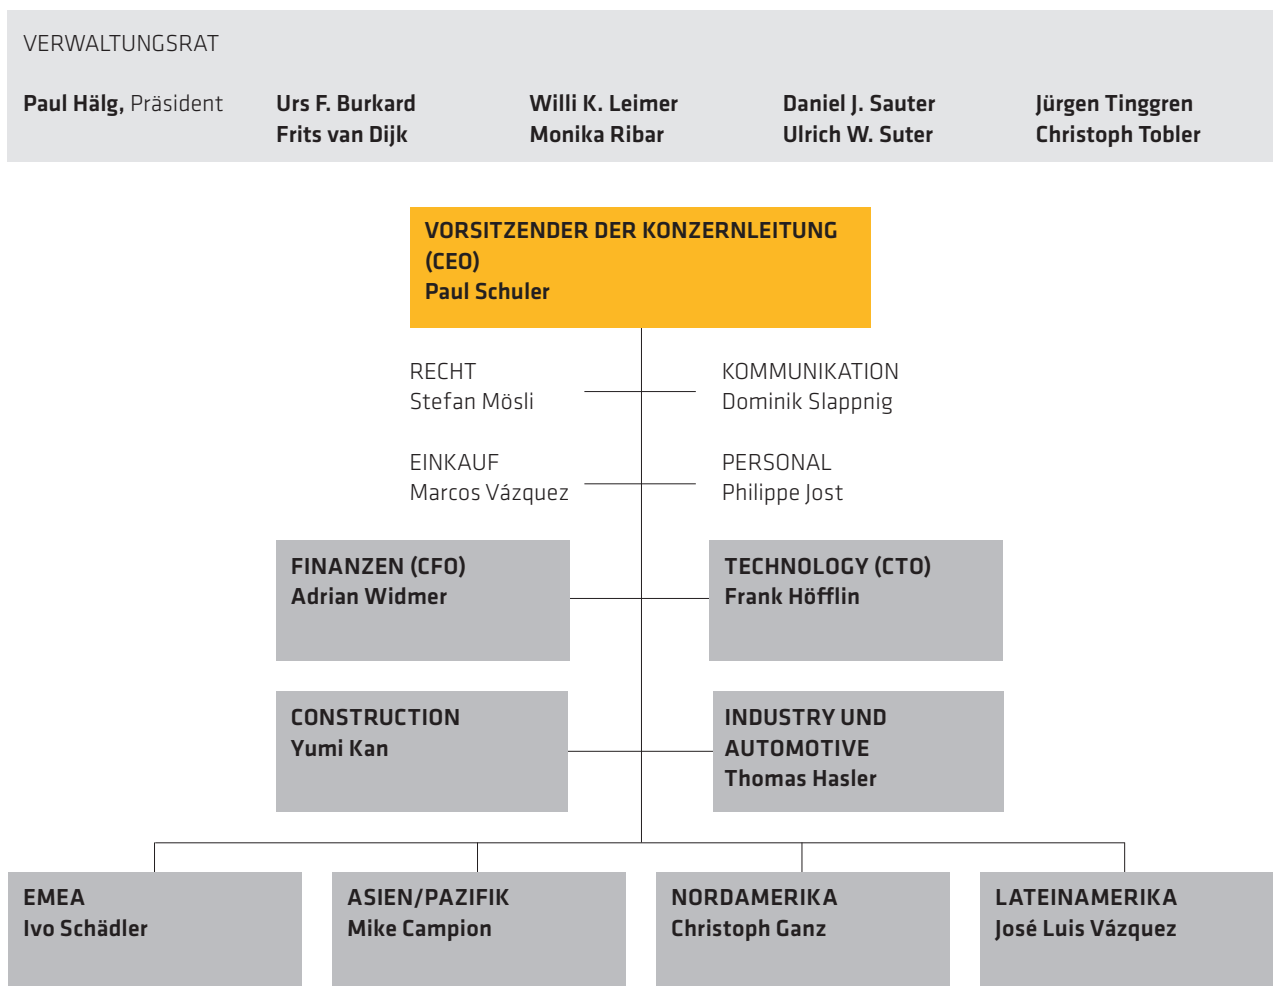 VERWALTUNGSRAT
Paul Hälg, Präsident
Urs F. Burkard
Frits van Dijk
Willi K. Leimer
Monika Ribar
Daniel J. Sauter
Ulrich W. Suter
Jürgen Tinggren
Christoph Tobler
VORSITZENDER DER KONZERNLEITUNG
(CEO)
Paul Schuler
RECHT
Stefan Mösli
KOMMUNIKATION
Dominik Slappnig
EINKAUF
Marcos Vázquez
PERSONAL
Philippe Jost
FINANZEN (CFO)
Adrian Widmer
TECHNOLOGY (CTO)
Frank Höfflin
CONSTRUCTION
Yumi Kan
INDUSTRY UND
AUTOMOTIVE
Thomas Hasler
EMEA
Ivo Schädler
ASIEN/PAZIFIK
Mike Campion
NORDAMERIKA
Christoph Ganz
LATEINAMERIKA
José Luis Vázquez